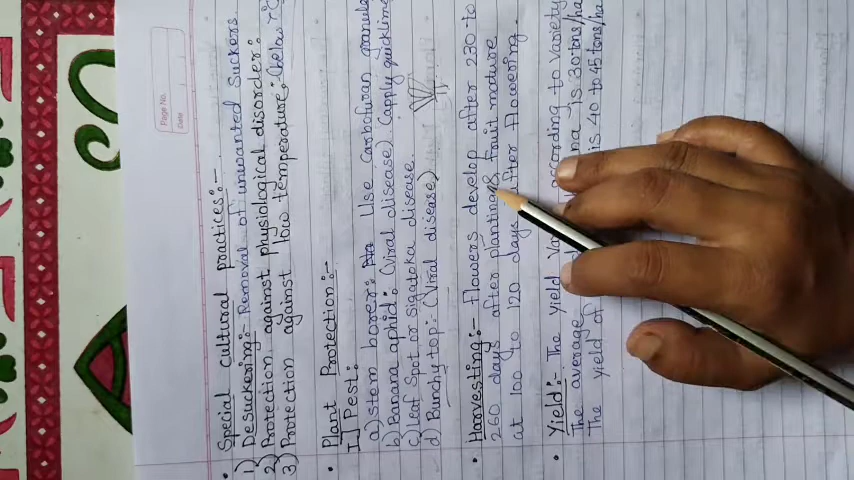 Page No.
Date
• Special cultural practices:-
1) Desuckering:- Removal of unwanted suckers.
2) Protection against physiological disorder:
3) Protection against low temperature: (below
• Plant Protection:-
I] Pest:
a) stem borer: Use Carbofuran granule
b) Banana aphid: (Viral disease) (apply quicklime
c) Leaf Spot or sigatoka disease.
d) Bunchy top:- (Viral disease)
• Harvesting:- Flowers develop after 230 to
260 days after planting & fruit mature
at 100 to 120 days after flowering.
• Yield:- The yield according to variety
The average is 30 tons/ha
The yield of is 40 to 45 tons/ha